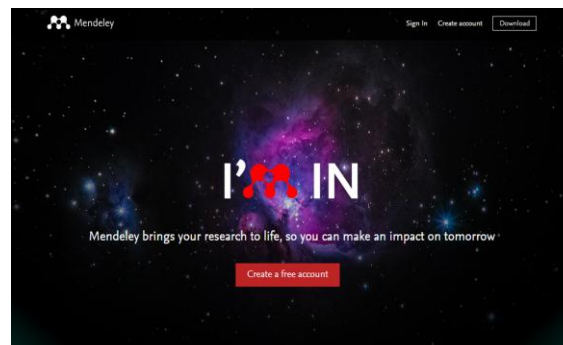 Mendeley
Sign In Create account Download
I'M IN
Mendeley brings your research to life, so you can make an impact on tomorrow
Create a free account